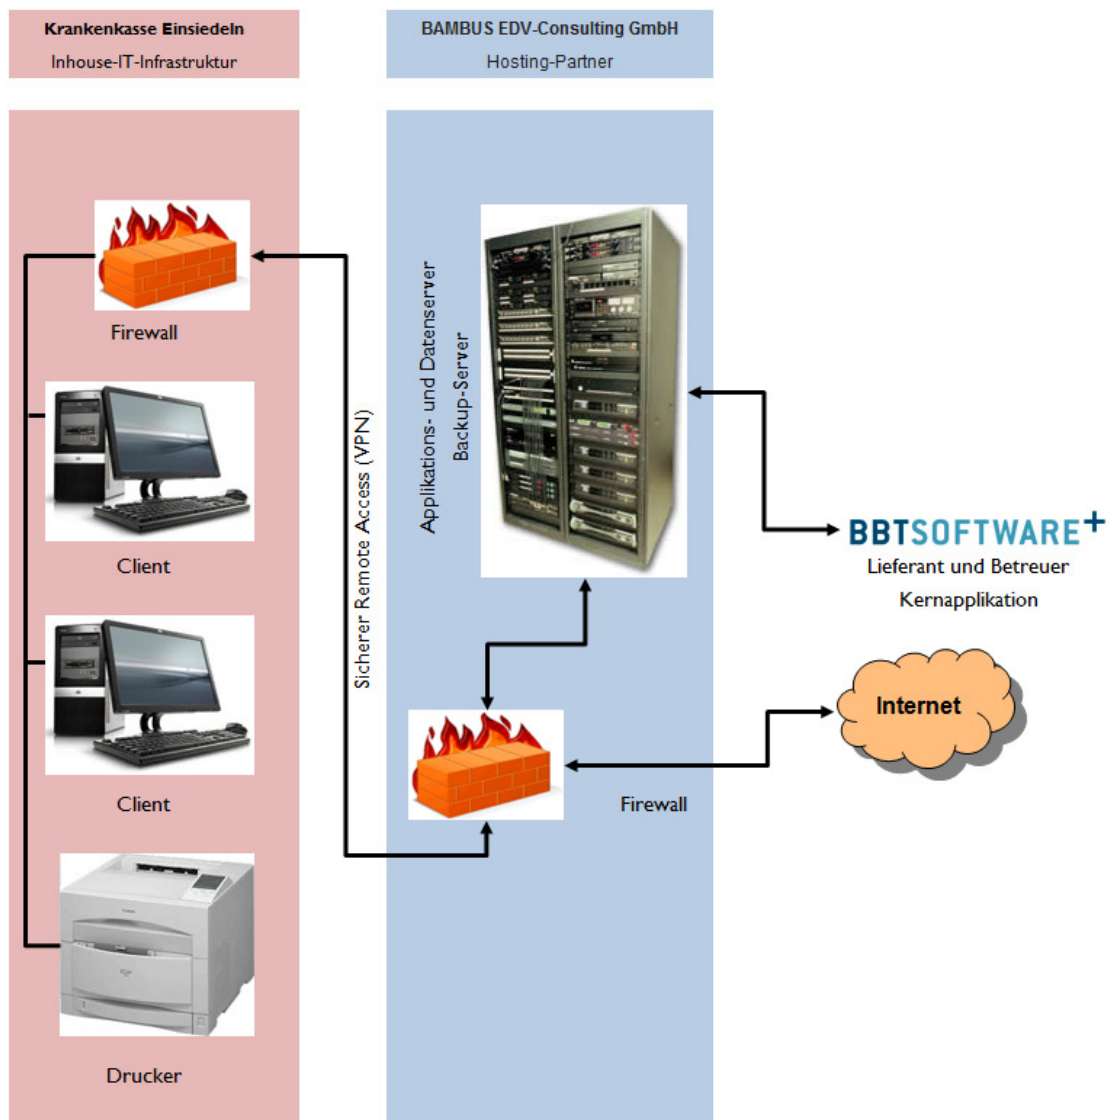 Krankenkasse Einsiedeln
Inhouse-IT-Infrastruktur
BAMBUS EDV-Consulting GmbH
Hosting-Partner
Firewall
Client
Client
Drucker
Sicherer Remote Access (VPN)
Applikations- und Datenserver
Backup-Server
Firewall
BBTSOFTWARE+
Lieferant und Betreuer
Kernapplikation
Internet